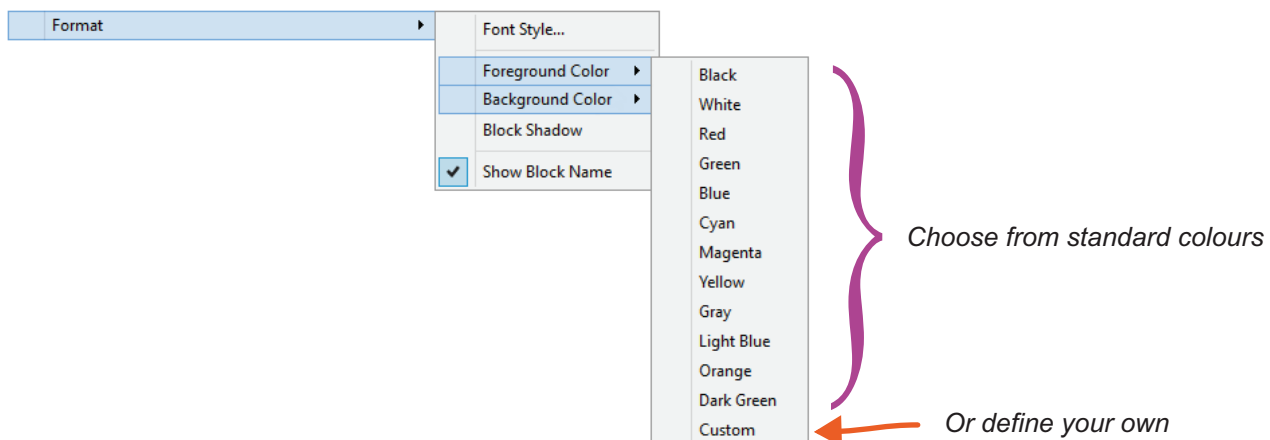 Format
Font Style...
Foreground Color
Background Color
Block Shadow
Show Block Name
Black
White
Red
Green
Blue
Cyan
Magenta
Yellow
Gray
Light Blue
Orange
Dark Green
Custom
Choose from standard colours
Or define your own